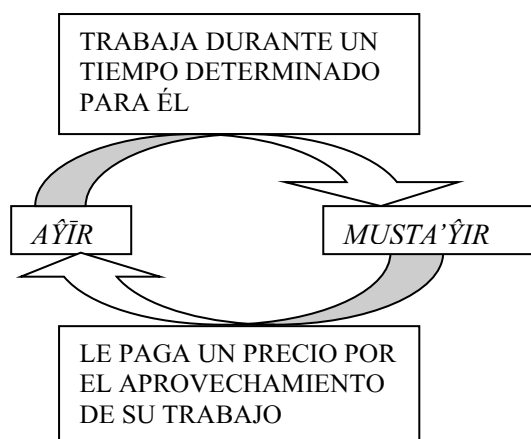 TRABAJA DURANTE UN
TIEMPO DETERMINADO
PARA ÉL
AŶĪR
MUSTA’ŶIR
LE PAGA UN PRECIO POR
EL APROVECHAMIENTO
DE SU TRABAJO